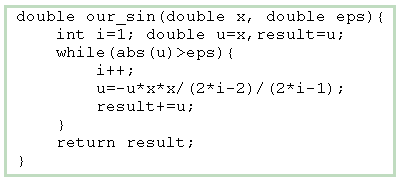 double our_sin(double x, double eps){
int i=1; double u=x,result=u;
while(abs(u)>eps){
i++;
u=-u*x*x/(2*i-2)/(2*i-1);
result+=u;
}
return result;
}